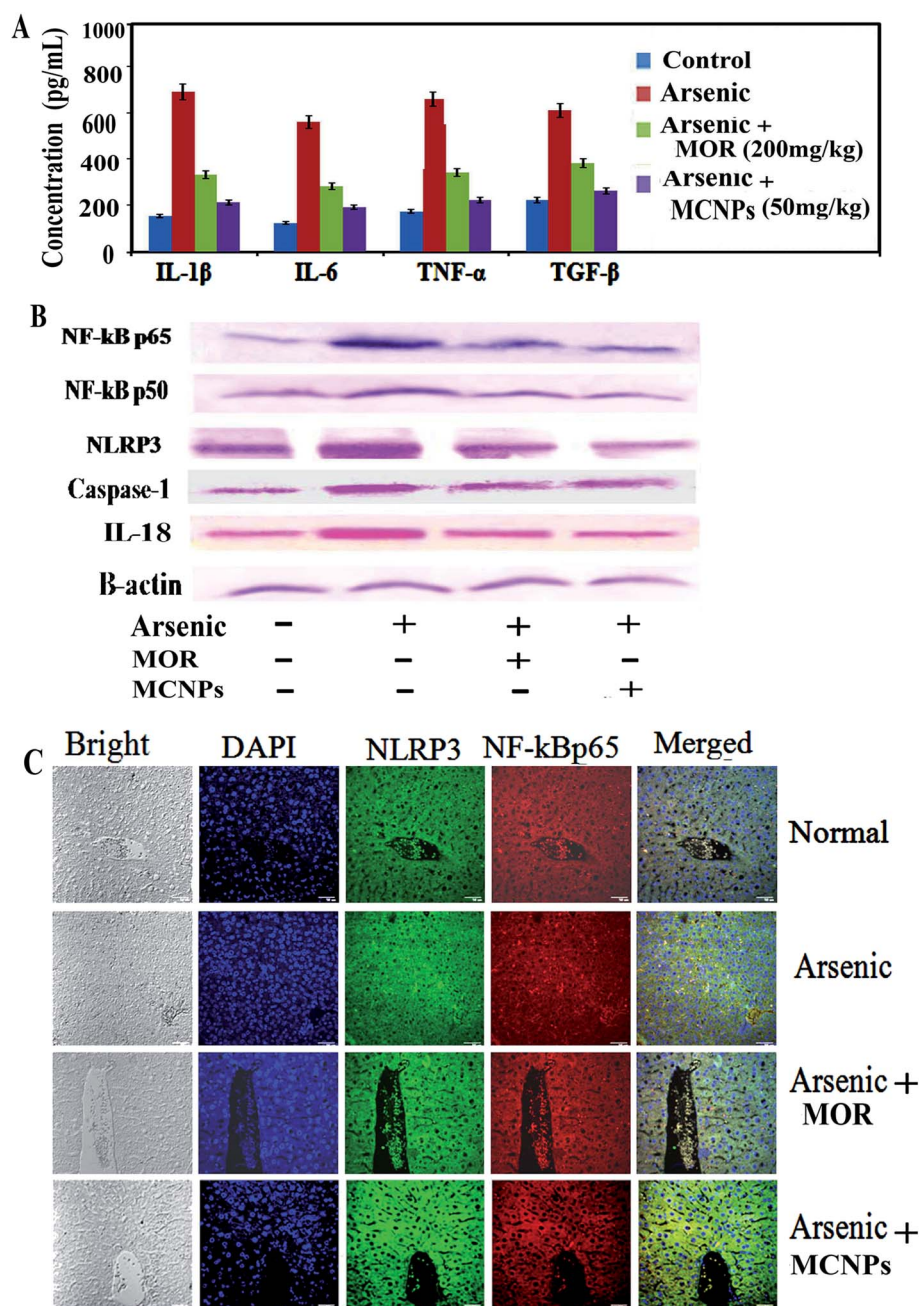 A
Concentration (pg/mL)
1000
800
600
400
200
0
IL-1β IL-6 TNF-α TGF-β
Control
Arsenic
Arsenic +
MOR (200mg/kg)
Arsenic +
MCNPs (50mg/kg)
B
NF-kB p65
NF-kB p50
NLRP3
Caspase-1
IL-18
B-actin
Arsenic – + + +
MOR – – + –
MCNPs – – – +
C
Bright DAPI NLRP3 NF-kBp65 Merged
Normal
Arsenic
Arsenic +
MOR
Arsenic +
MCNPs